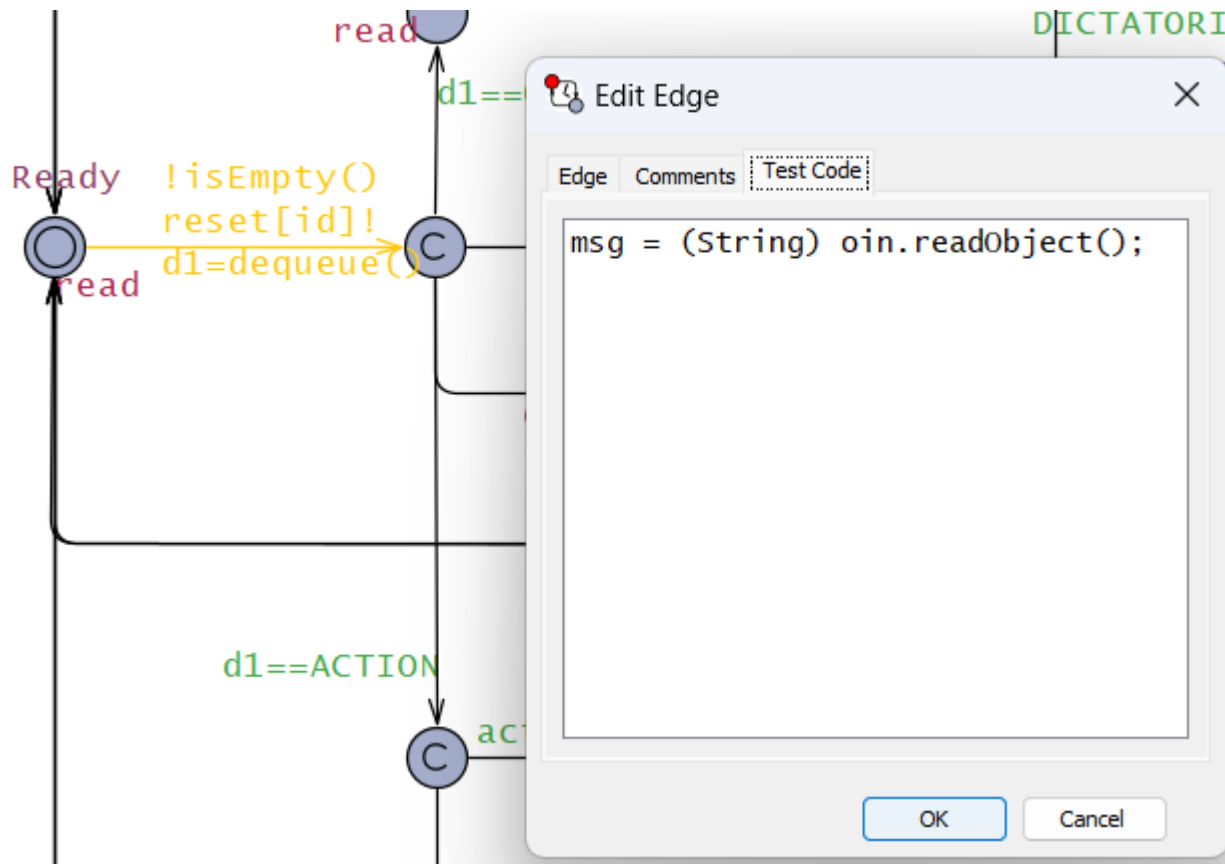 read
DICTATORI
d1==
Edit Edge
Ready
!isEmpty()
reset[id]!
d1=dequeue()
read
C
Edge
Comments
Test Code
msg = (String) oin.readObject();
d1==ACTION
C
OK
Cancel